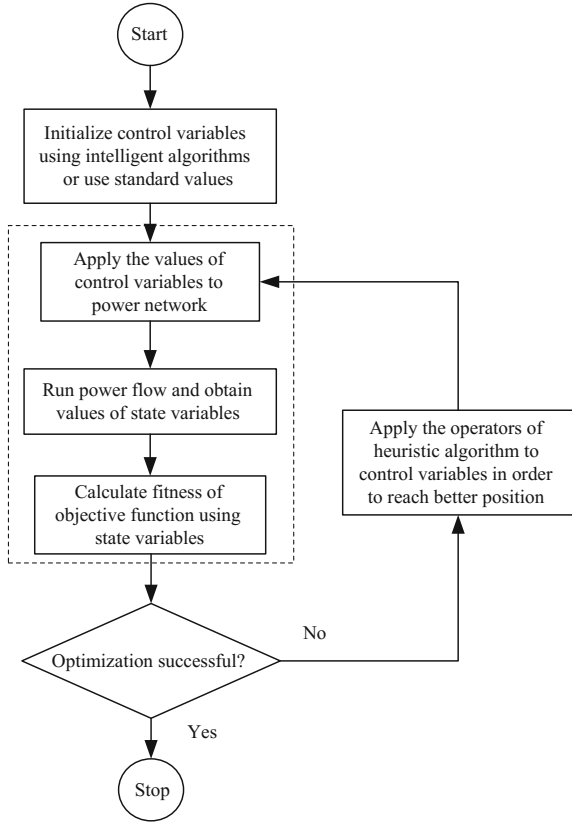 Start
Initialize control variables
using intelligent algorithms
or use standard values
Apply the values of
control variables to
power network
Run power flow and obtain
values of state variables
Apply the operators of
heuristic algorithm to
control variables in order
to reach better position
Calculate fitness of
objective function using
state variables
No
Optimization successful?
Yes
Stop